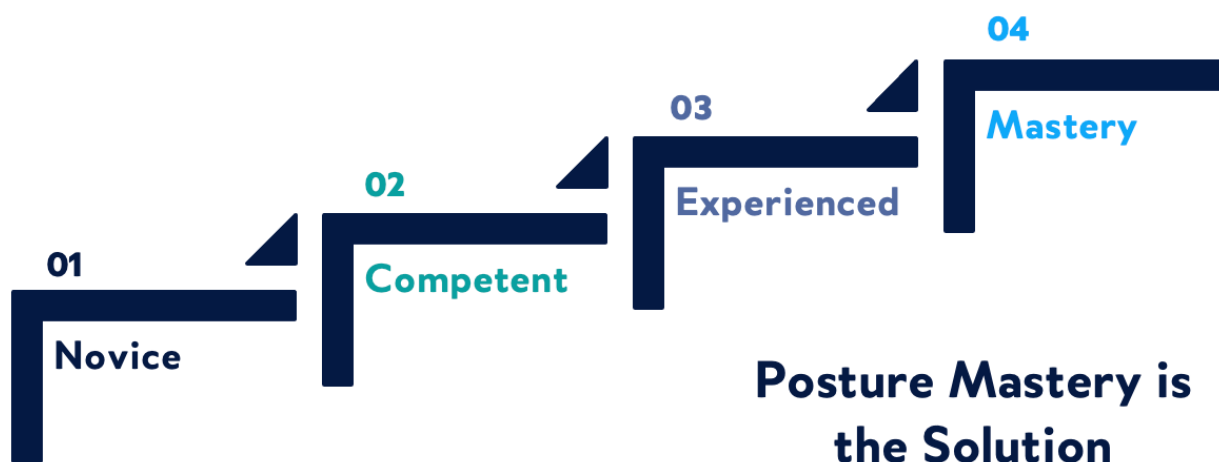 01
Novice
02
Competent
03
Experienced
04
Mastery
Posture Mastery is
the Solution